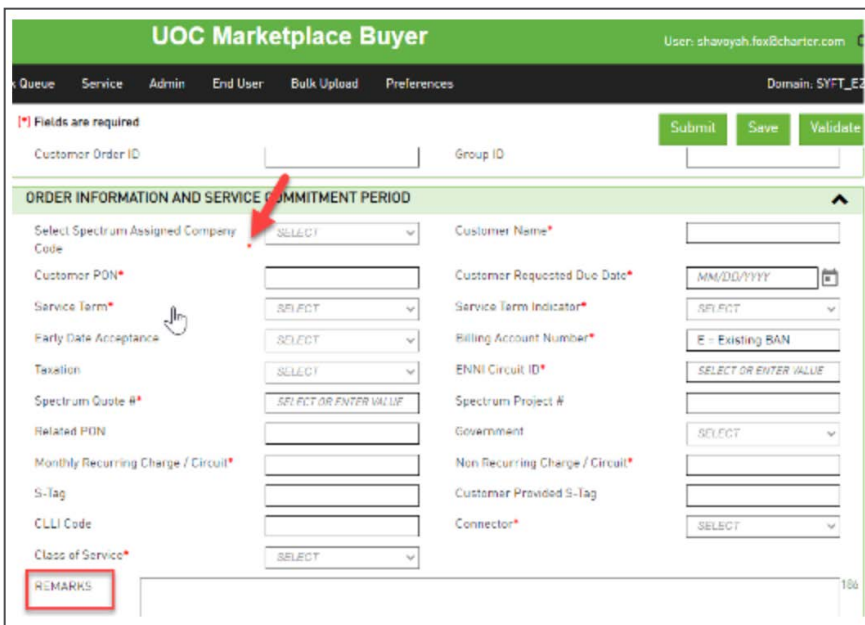 UOC Marketplace Buyer User: shavoyah.fox@charter.com
Queue Service Admin End User Bulk Upload Preferences Domain: SYFT_EZ
[*] Fields are required
Submit Save Validate
Customer Order ID Group ID
ORDER INFORMATION AND SERVICE COMMITMENT PERIOD
Select Spectrum Assigned Company SELECT Customer Name*
Code *
Customer PON* Customer Requested Due Date* MM/DD/YYYY
Service Term* SELECT Service Term Indicator* SELECT
Early Date Acceptance SELECT Billing Account Number* E = Existing BAN
Taxation SELECT ENNI Circuit ID* SELECT OR ENTER VALUE
Spectrum Quote #* SELECT OR ENTER VALUE Spectrum Project #
Related PON Government SELECT
Monthly Recurring Charge / Circuit* Non Recurring Charge / Circuit*
S-Tag Customer Provided S-Tag
CLLI Code Connector* SELECT
Class of Service* SELECT
REMARKS 186